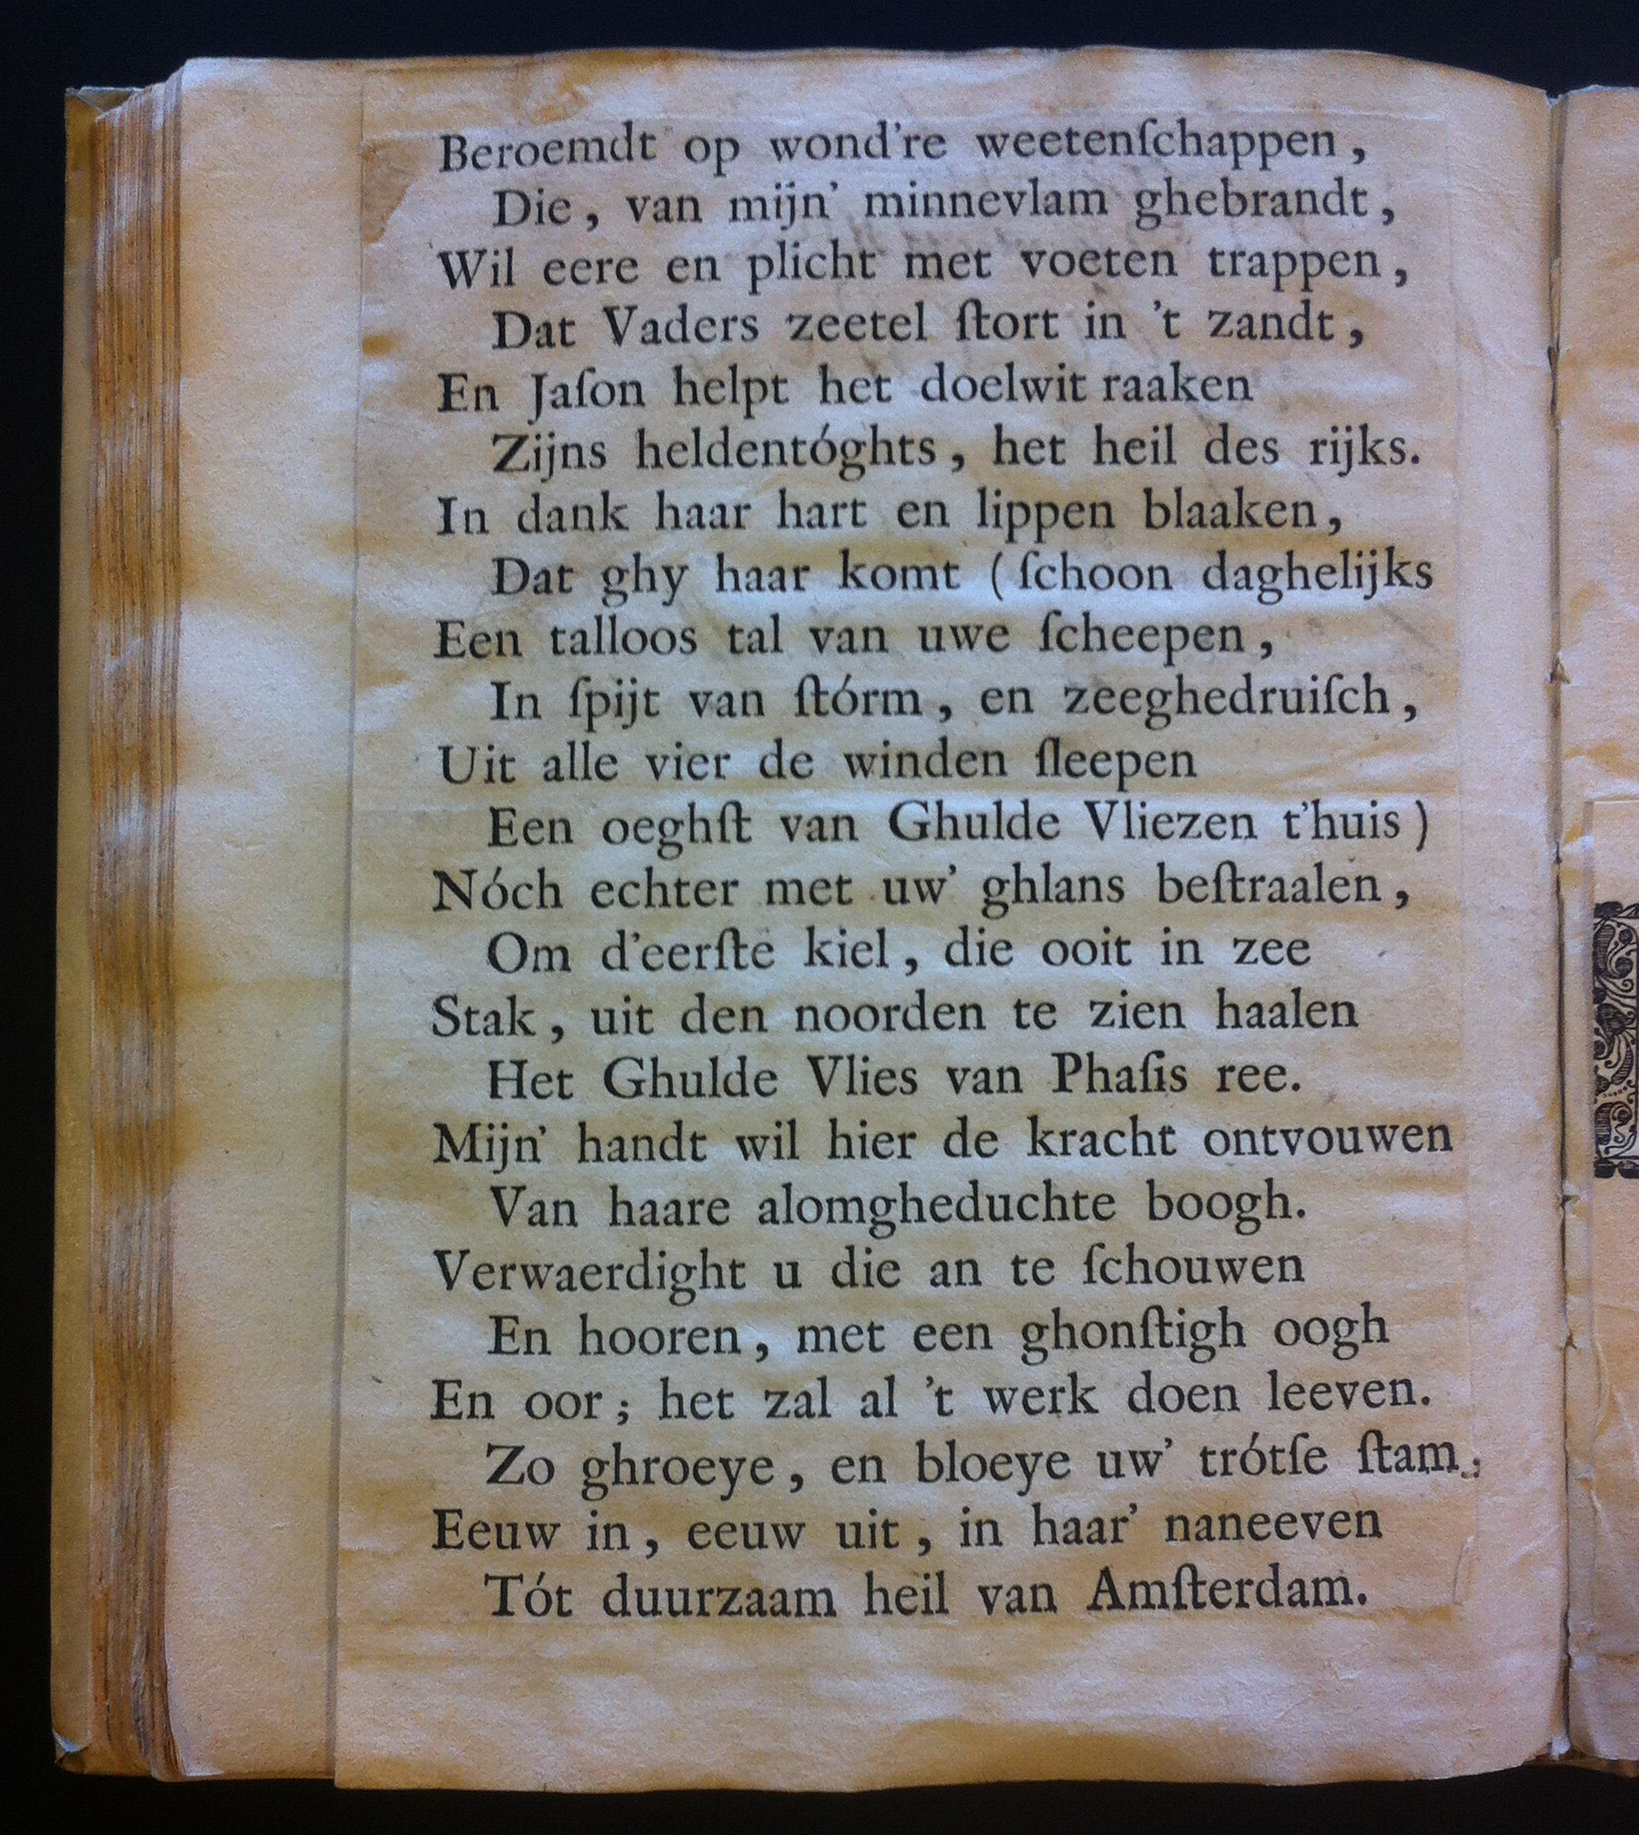 Beroemdt op wond're weetenſchappen,
Die, van mijn' minnevlam ghebrandt,
Wil eere en plicht met voeten trappen,
Dat Vaders zeetel ſtort in 't zandt,
En Jaſon helpt het doelwit raaken
Zijns heldentóghts, het heil des rijks.
In dank haar hart en lippen blaaken,
Dat ghy haar komt (ſchoon daghelijks
Een talloos tal van uwe ſcheepen,
In ſpijt van ſtórm, en zeeghedruiſch,
Uit alle vier de winden ſleepen
Een oeghſt van Ghulde Vliezen t'huis)
Nóch echter met uw' ghlans beſtraalen,
Om d'eerſte kiel, die ooit in zee
Stak, uit den noorden te zien haalen
Het Ghulde Vlies van Phaſis ree.
Mijn' handt wil hier de kracht ontvouwen
Van haare alomgheduchte boogh.
Verwaerdight u die an te ſchouwen
En hooren, met een ghonſtigh oogh
En oor; het zal al 't werk doen leeven.
Zo ghroeye, en bloeye uw' trótſe ſtam,
Eeuw in, eeuw uit, in haar' naneeven
Tót duurzaam heil van Amſterdam.